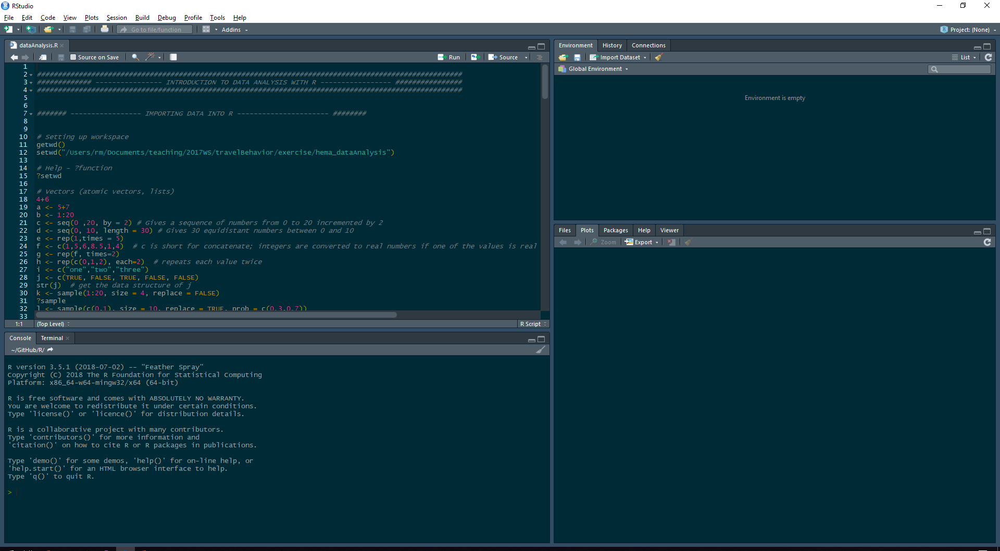 RStudio
File Edit Code View Plots Session Build Debug Profile Tools Help
Go to file/function Addins Project: (None)
dataAnalysis.R
Source on Save Run Source
1
2 ######################################################################################################
3 ############# ---------------- INTRODUCTION TO DATA ANALYSIS WITH R ----------------- ################
4 ######################################################################################################
5
6
7 ####### ----------------- IMPORTING DATA INTO R ---------------------- ########
8
9
10 # Setting up workspace
11 getwd()
12 setwd("/Users/rm/Documents/teaching/2017WS/travelBehavior/exercise/hema_dataAnalysis")
13
14 # Help - ?function
15 ?setwd
16
17 # Vectors (atomic vectors, lists)
18 4+6
19 a <- 5+7
20 b <- 1:20
21 c <- seq(0 ,20, by = 2) # Gives a sequence of numbers from 0 to 20 incremented by 2
22 d <- seq(0, 10, length = 30) # Gives 30 equidistant numbers between 0 and 10
23 e <- rep(1,times = 5)
24 f <- c(1,5,6,8.5,1,4)  # c is short for concatenate; integers are converted to real numbers if one of the values is real
25 g <- rep(f, times=2)
26 h <- rep(c(0,1,2), each=2)  # repeats each value twice
27 i <- c("one","two","three")
28 j <- c(TRUE, FALSE, TRUE, FALSE, FALSE)
29 str(j)  # get the data structure of j
30 k <- sample(1:20, size = 4, replace = FALSE)
31 ?sample
32 l <- sample(c(0,1), size = 10, replace = TRUE, prob = c(0.3,0.7))
33
1:1 (Top Level) R Script
Console Terminal
~/GitHub/R/
R version 3.5.1 (2018-07-02) -- "Feather Spray"
Copyright (C) 2018 The R Foundation for Statistical Computing
Platform: x86_64-w64-mingw32/x64 (64-bit)
R is free software and comes with ABSOLUTELY NO WARRANTY.
You are welcome to redistribute it under certain conditions.
Type 'license()' or 'licence()' for distribution details.
R is a collaborative project with many contributors.
Type 'contributors()' for more information and
'citation()' on how to cite R or R packages in publications.
Type 'demo()' for some demos, 'help()' for on-line help, or
'help.start()' for an HTML browser interface to help.
Type 'q()' to quit R.
>
Environment History Connections
Import Dataset List
Global Environment
Environment is empty
Files Plots Packages Help Viewer
Zoom Export